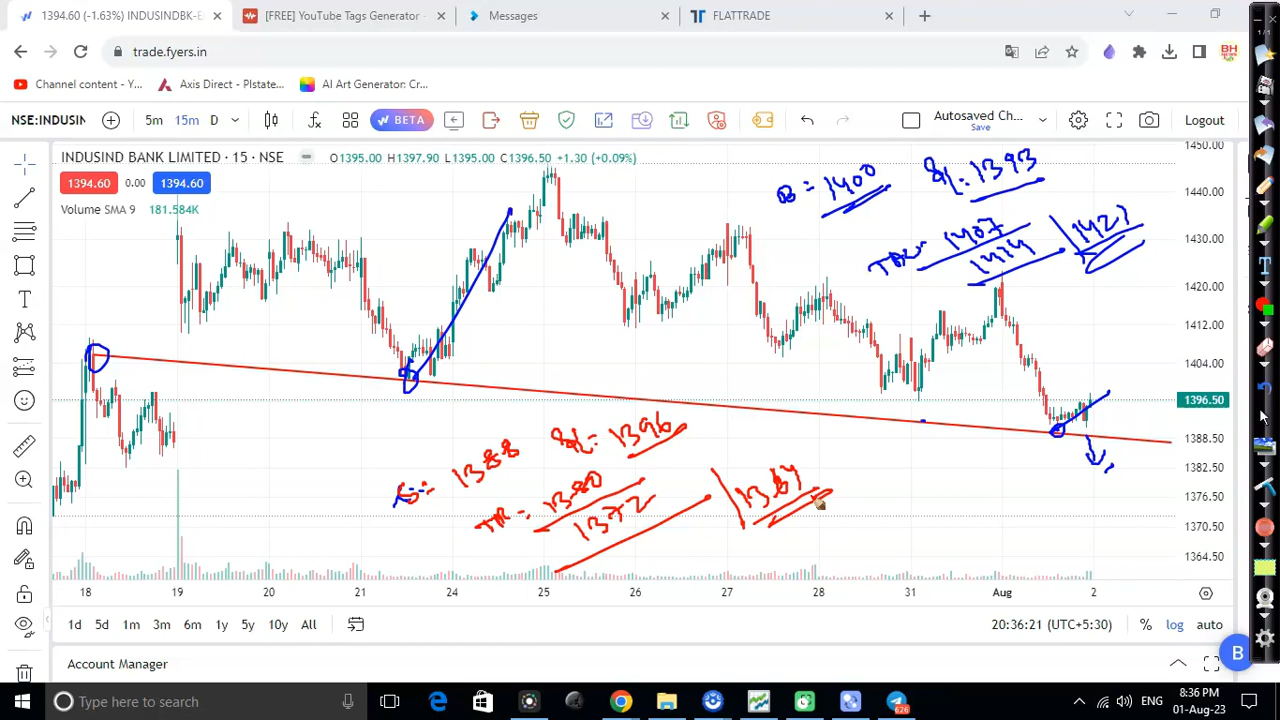 1394.60 (-1.63%) INDUSINDBK-E
[FREE] YouTube Tags Generator -
Messages
FLATTRADE
trade.fyers.in
Channel content - Y...
Axis Direct - PIstate...
AI Art Generator: Cr...
NSE:INDUSIN
5m
15m
D
BETA
Autosaved Ch...
Save
Logout
INDUSIND BANK LIMITED · 15 · NSE
O1395.00 H1397.90 L1395.00 C1396.50 +1.30 (+0.09%)
1394.60
0.00
1394.60
Volume SMA 9 181.584K
B = 1400
S/L: 1393
TAR-
1407
1414
1421
S=
1388
S/L= 1396
TAR-
1380
1372
1364
1450.00
1440.00
1430.00
1420.00
1412.00
1404.00
1396.50
1388.50
1382.50
1376.50
1370.50
1364.50
18
19
20
21
24
25
26
27
28
31
Aug
2
1d
5d
1m
3m
6m
1y
5y
10y
All
20:36:21 (UTC+5:30)
%
log
auto
Account Manager
B
1/1
BH
Type here to search
626
ENG
8:36 PM
01-Aug-23